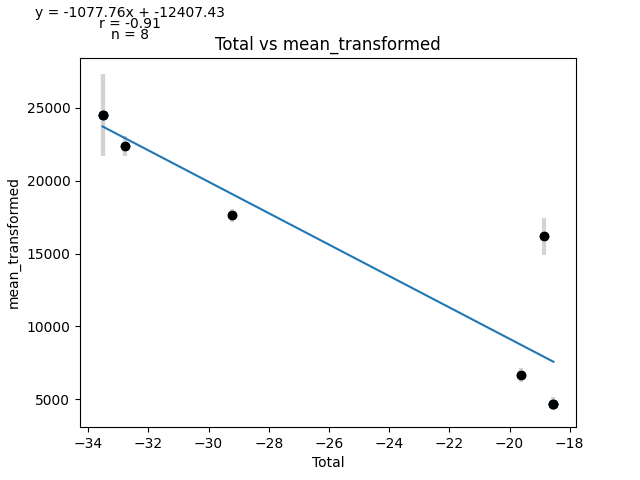 y = -1077.76x + -12407.43
r = -0.91
n = 8
Total vs mean_transformed
mean_transformed
25000
20000
15000
10000
5000
−34 −32 −30 −28 −26 −24 −22 −20 −18
Total